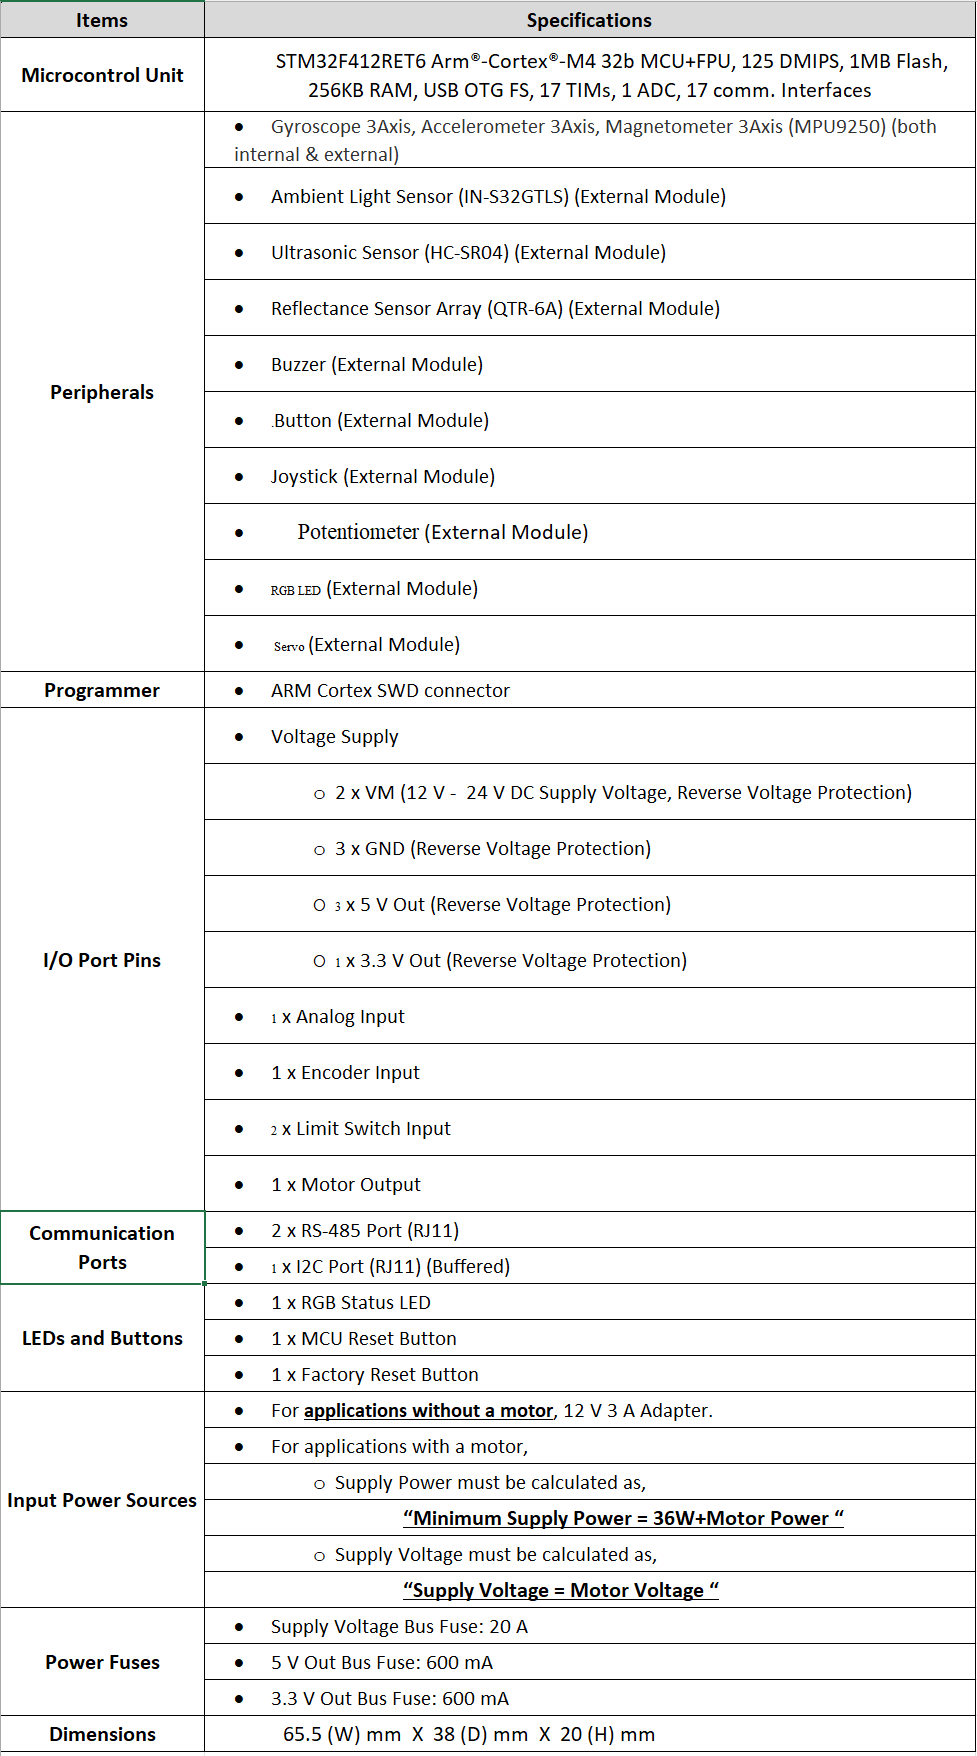 Items Specifications
Microcontrol Unit
STM32F412RET6 Arm®-Cortex®-M4 32b MCU+FPU, 125 DMIPS, 1MB Flash,
256KB RAM, USB OTG FS, 17 TIMs, 1 ADC, 17 comm. Interfaces
Peripherals
• Gyroscope 3Axis, Accelerometer 3Axis, Magnetometer 3Axis (MPU9250) (both
internal & external)
• Ambient Light Sensor (IN-S32GTLS) (External Module)
• Ultrasonic Sensor (HC-SR04) (External Module)
• Reflectance Sensor Array (QTR-6A) (External Module)
• Buzzer (External Module)
• .Button (External Module)
• Joystick (External Module)
• Potentiometer (External Module)
• RGB LED (External Module)
• Servo (External Module)
Programmer
• ARM Cortex SWD connector
I/O Port Pins
• Voltage Supply
o 2 x VM (12 V - 24 V DC Supply Voltage, Reverse Voltage Protection)
o 3 x GND (Reverse Voltage Protection)
O 3 x 5 V Out (Reverse Voltage Protection)
O 1 x 3.3 V Out (Reverse Voltage Protection)
• 1 x Analog Input
• 1 x Encoder Input
• 2 x Limit Switch Input
• 1 x Motor Output
Communication
Ports
• 2 x RS-485 Port (RJ11)
• 1 x I2C Port (RJ11) (Buffered)
LEDs and Buttons
• 1 x RGB Status LED
• 1 x MCU Reset Button
• 1 x Factory Reset Button
Input Power Sources
• For applications without a motor, 12 V 3 A Adapter.
• For applications with a motor,
o Supply Power must be calculated as,
“Minimum Supply Power = 36W+Motor Power “
o Supply Voltage must be calculated as,
“Supply Voltage = Motor Voltage “
Power Fuses
• Supply Voltage Bus Fuse: 20 A
• 5 V Out Bus Fuse: 600 mA
• 3.3 V Out Bus Fuse: 600 mA
Dimensions
65.5 (W) mm X 38 (D) mm X 20 (H) mm